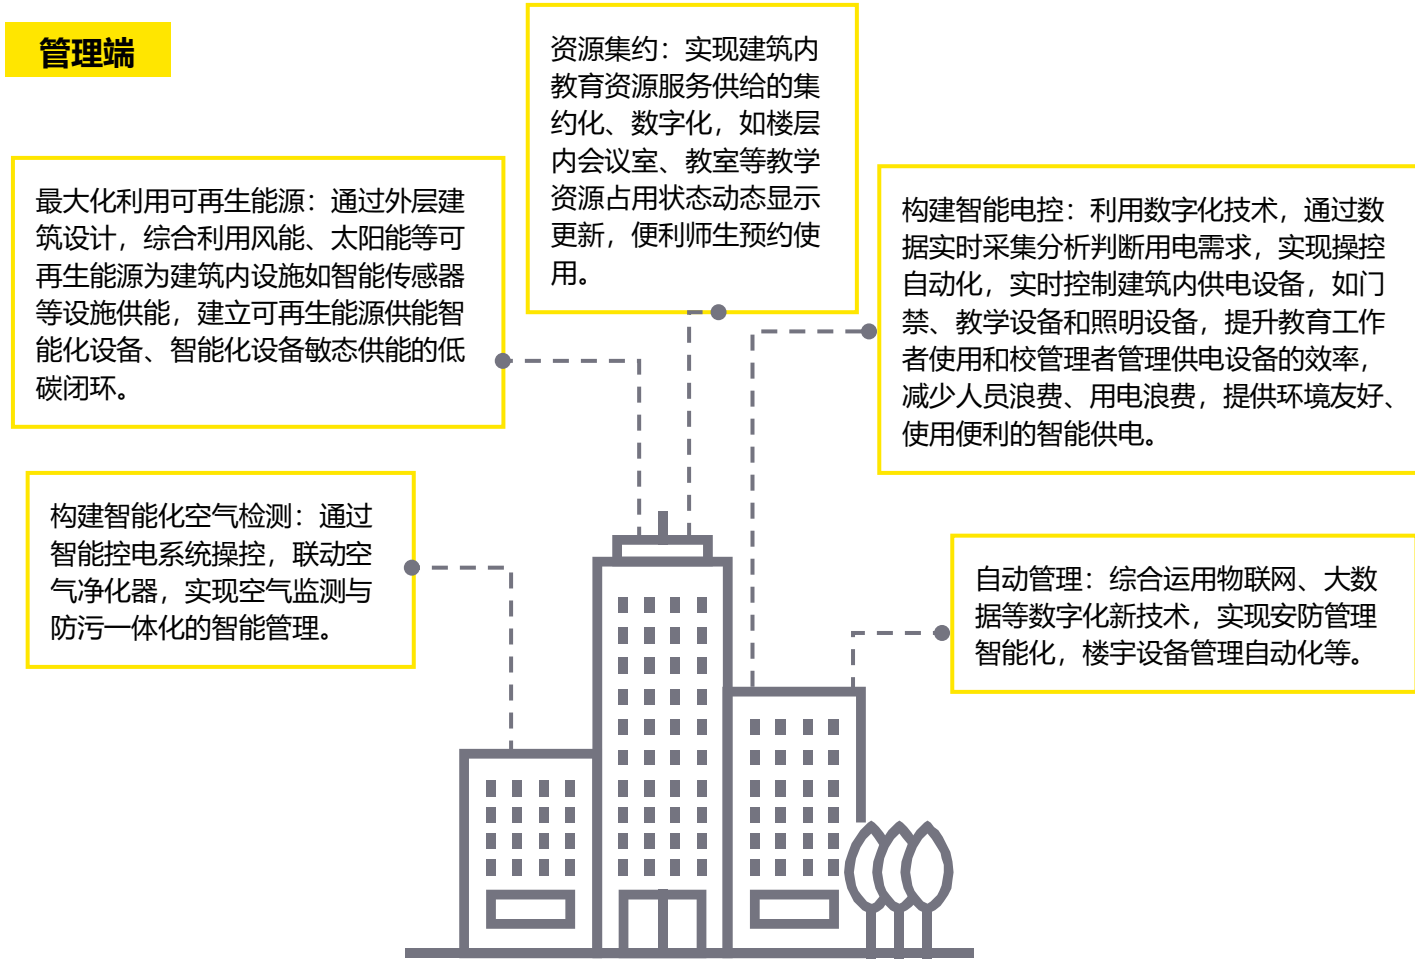 管理端
资源集约：实现建筑内
教育资源服务供给的集
约化、数字化，如楼层
内会议室、教室等教学
资源占用状态动态显示
更新，便利师生预约使
用。
最大化利用可再生能源：通过外层建
筑设计，综合利用风能、太阳能等可
再生能源为建筑内设施如智能传感器
等设施供能，建立可再生能源供能智
能化设备、智能化设备敏态供能的低
碳闭环。
构建智能电控：利用数字化技术，通过数
据实时采集分析判断用电需求，实现操控
自动化，实时控制建筑内供电设备，如门
禁、教学设备和照明设备，提升教育工作
者使用和校管理者管理供电设备的效率，
减少人员浪费、用电浪费，提供环境友好、
使用便利的智能供电。
构建智能化空气检测：通过
智能控电系统操控，联动空
气净化器，实现空气监测与
防污一体化的智能管理。
自动管理：综合运用物联网、大数
据等数字化新技术，实现安防管理
智能化，楼宇设备管理自动化等。